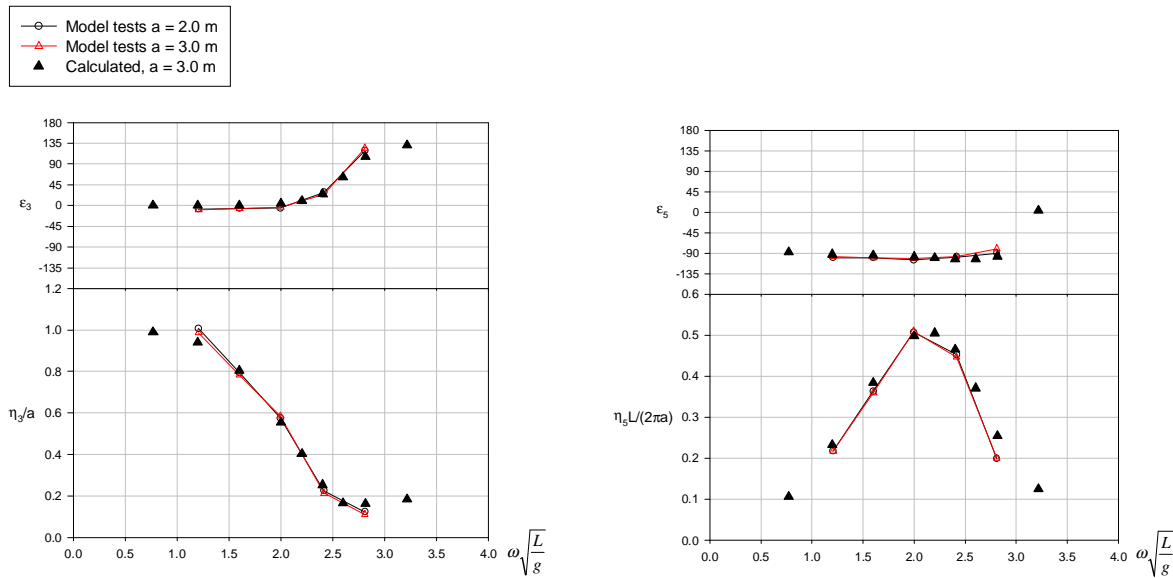 Model tests a = 2.0 m
Model tests a = 3.0 m
Calculated, a = 3.0 m
180
135
90
45
0
-45
-90
-135
ε3
1.2
1.0
0.8
0.6
0.4
0.2
0.0
η3/a
0.0 0.5 1.0 1.5 2.0 2.5 3.0 3.5 4.0
ω√(L/g)
180
135
90
45
0
-45
-90
-135
ε5
0.6
0.5
0.4
0.3
0.2
0.1
0.0
η5L/(2πa)
0.0 0.5 1.0 1.5 2.0 2.5 3.0 3.5 4.0
ω√(L/g)